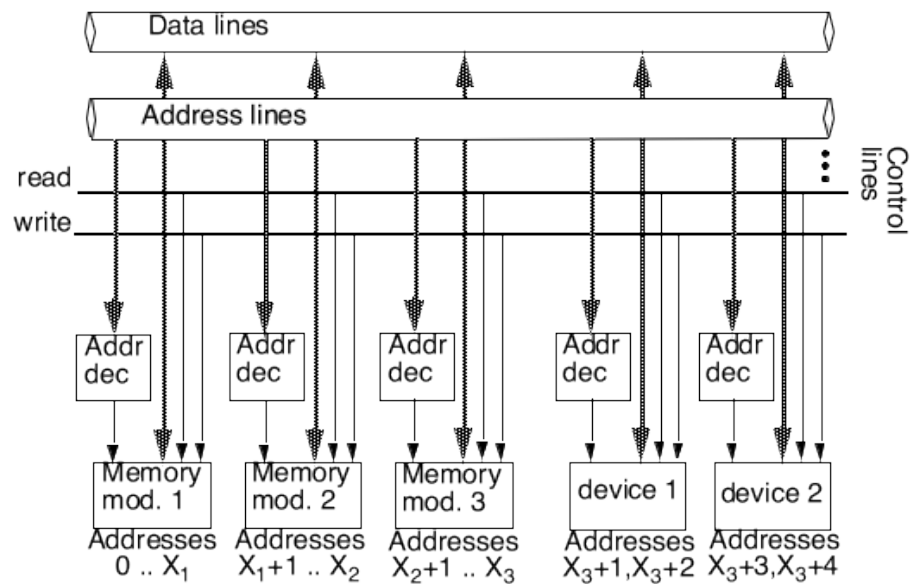 Data lines
Address lines
Control
lines
read
write
Addr
dec
Addr
dec
Addr
dec
Addr
dec
Addr
dec
Memory
mod. 1
Memory
mod. 2
Memory
mod. 3
device 1
device 2
Addresses
0 .. X₁
Addresses
X₁+1 .. X₂
Addresses
X₂+1 .. X₃
Addresses
X₃+1,X₃+2
Addresses
X₃+3,X₃+4